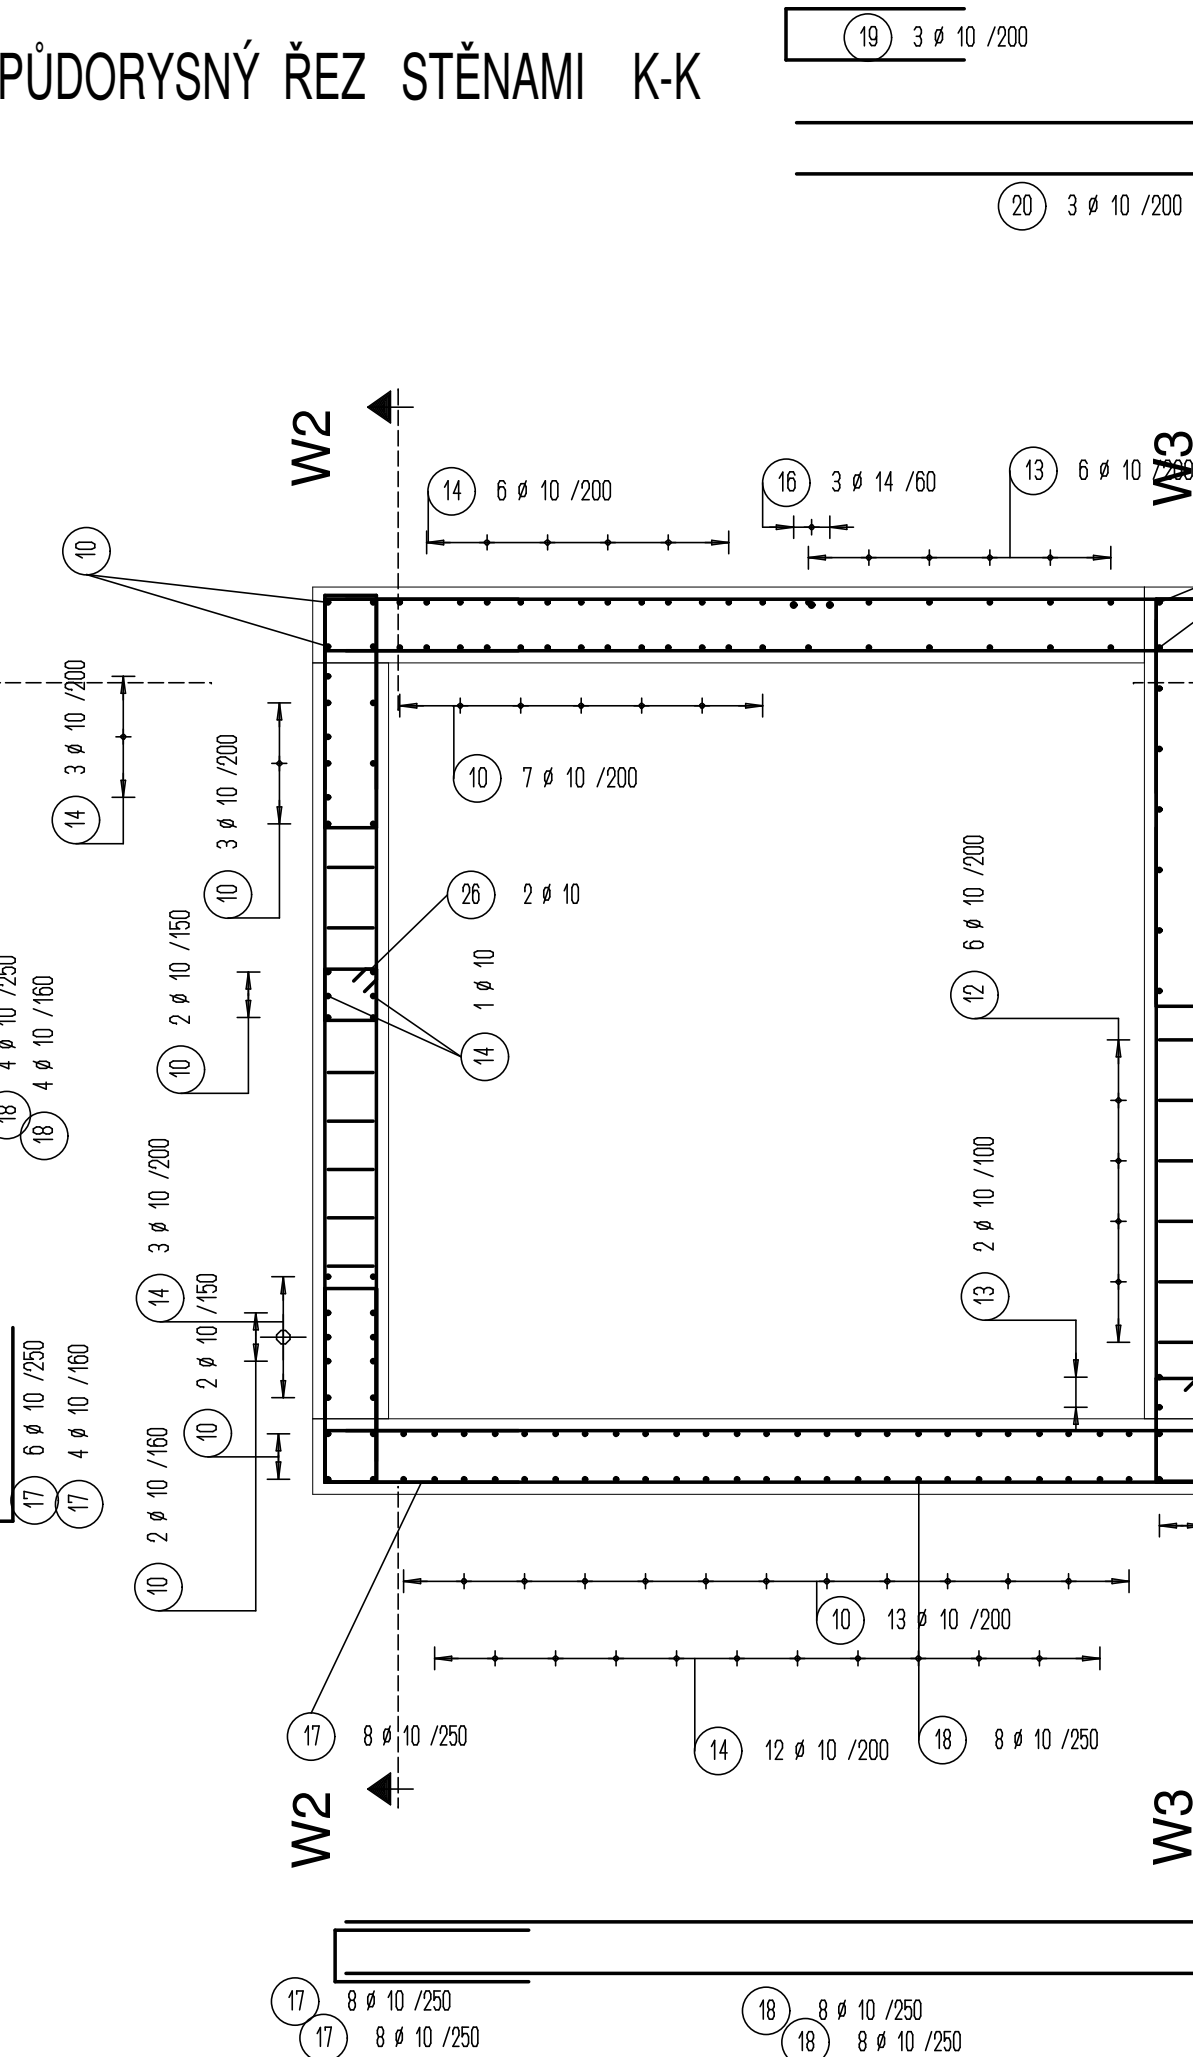 19 3 ø 10 /200
PŮDORYSNÝ ŘEZ STĚNAMI K-K
20 3 ø 10 /200
W2
W3
14 6 ø 10 /200
16 3 ø 14 /60
13 6 ø 10 /200
10
14 3 ø 10 /200
10 3 ø 10 /200
10 7 ø 10 /200
26 2 ø 10
14 1 ø 10
10 2 ø 10 /150
12 6 ø 10 /200
18 4 ø 10 /250
18 4 ø 10 /160
14 3 ø 10 /200
13 2 ø 10 /100
10 2 ø 10 /150
17 6 ø 10 /250
17 4 ø 10 /160
10 2 ø 10 /160
10 13 ø 10 /200
17 8 ø 10 /250
14 12 ø 10 /200
18 8 ø 10 /250
W2
W3
17 8 ø 10 /250
17 8 ø 10 /250
18 8 ø 10 /250
18 8 ø 10 /250